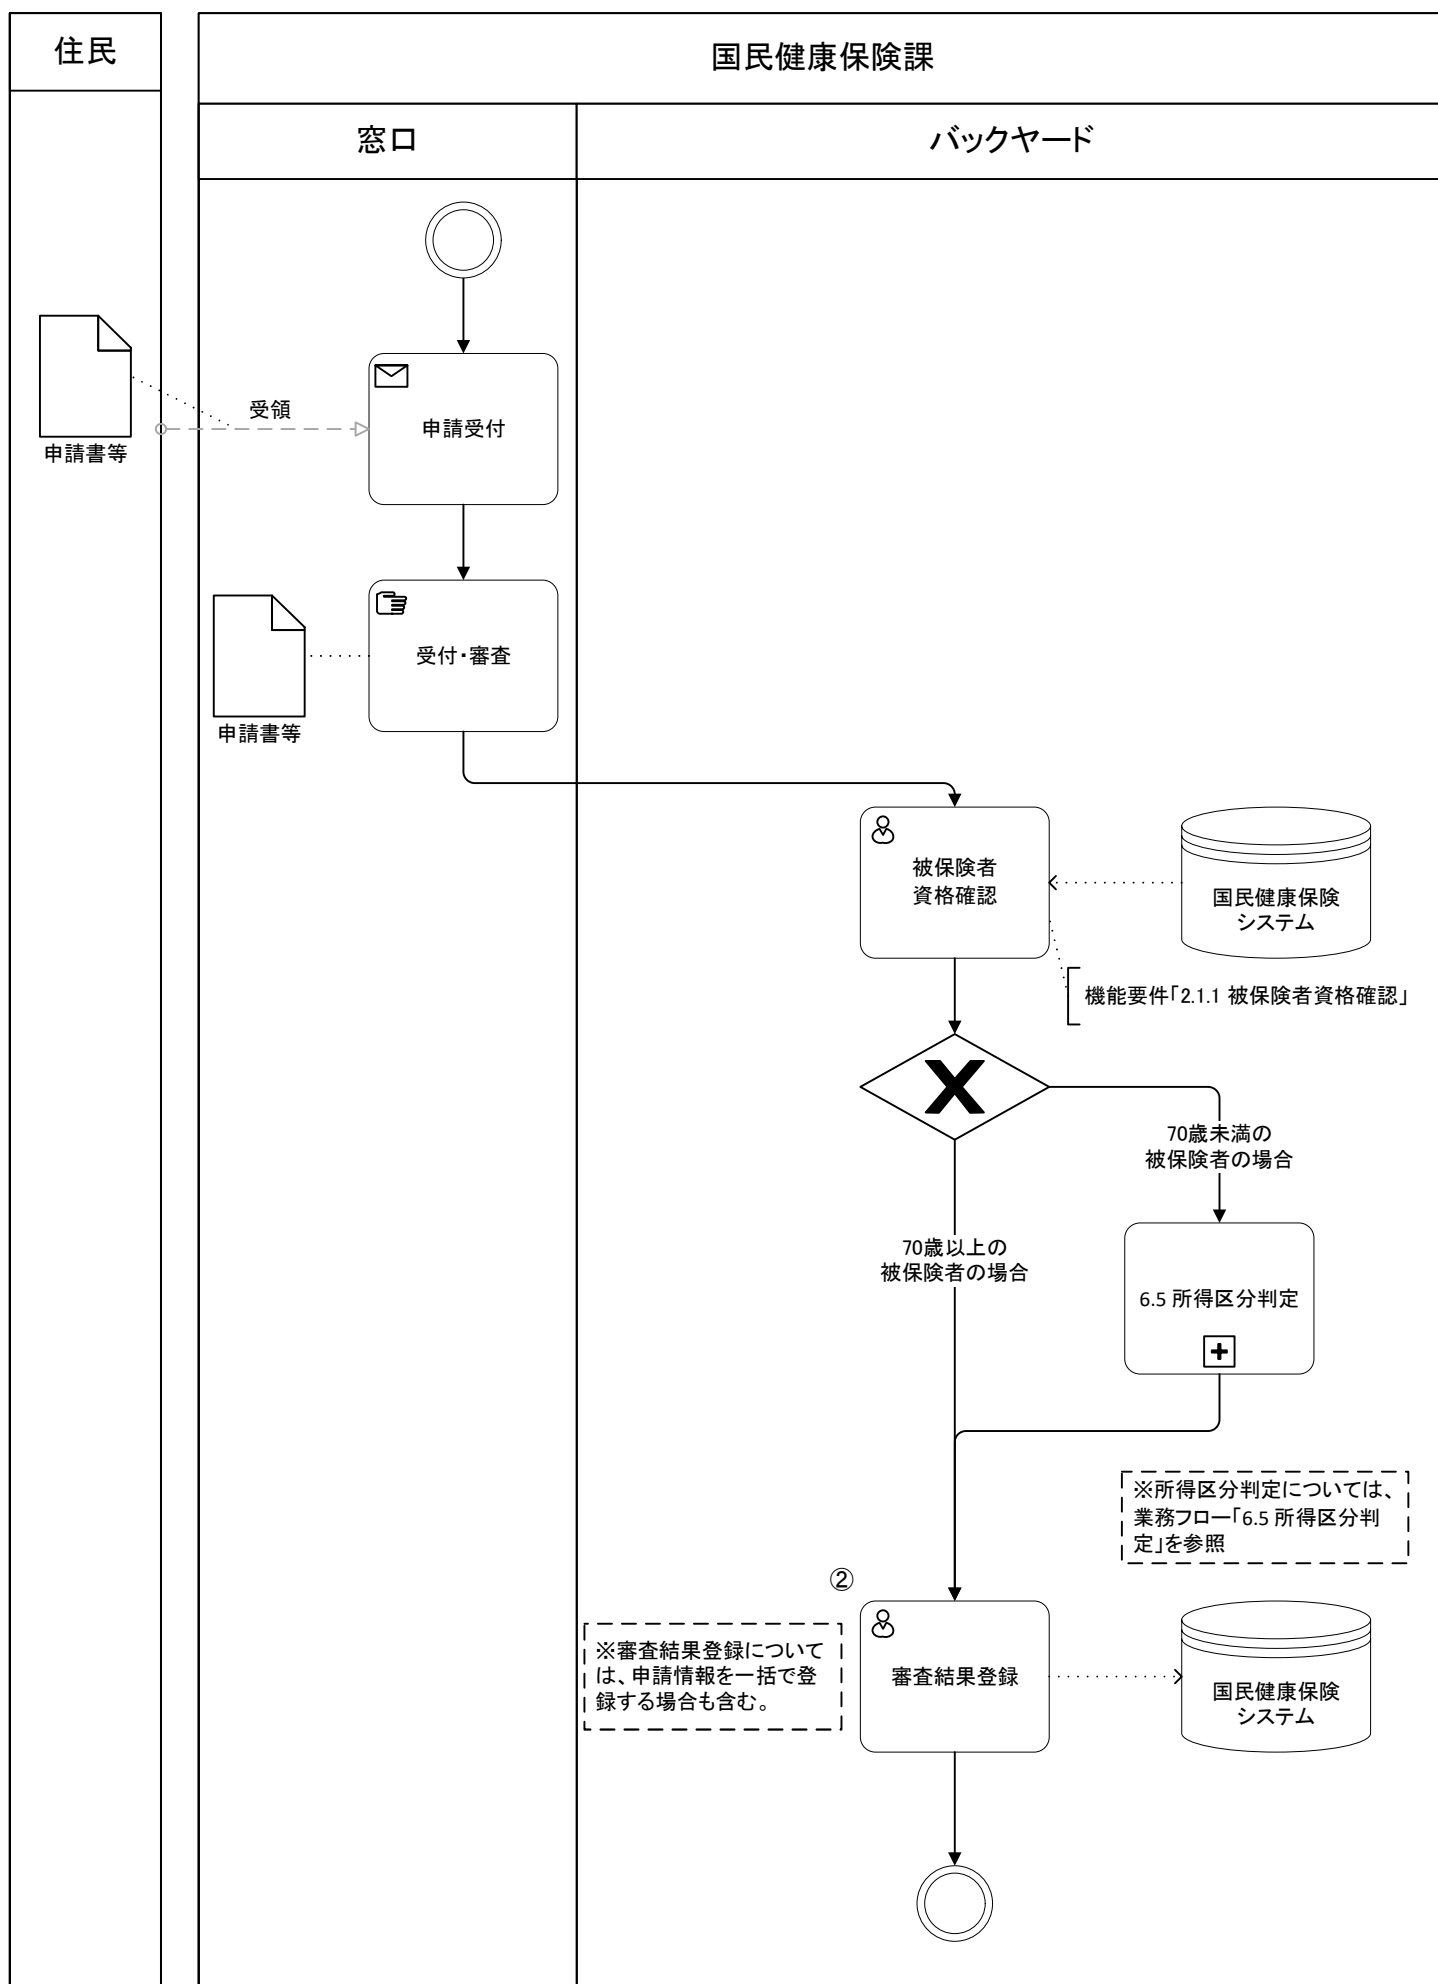 住民
国民健康保険課
窓口
バックヤード
受領
申請書等
申請受付
受付・審査
申請書等
被保険者
資格確認
国民健康保険
システム
機能要件「2.1.1 被保険者資格確認」
70歳未満の
被保険者の場合
70歳以上の
被保険者の場合
6.5 所得区分判定
※所得区分判定については、
業務フロー「6.5 所得区分判
定」を参照
②
※審査結果登録について
は、申請情報を一括で登
録する場合も含む。
審査結果登録
国民健康保険
システム